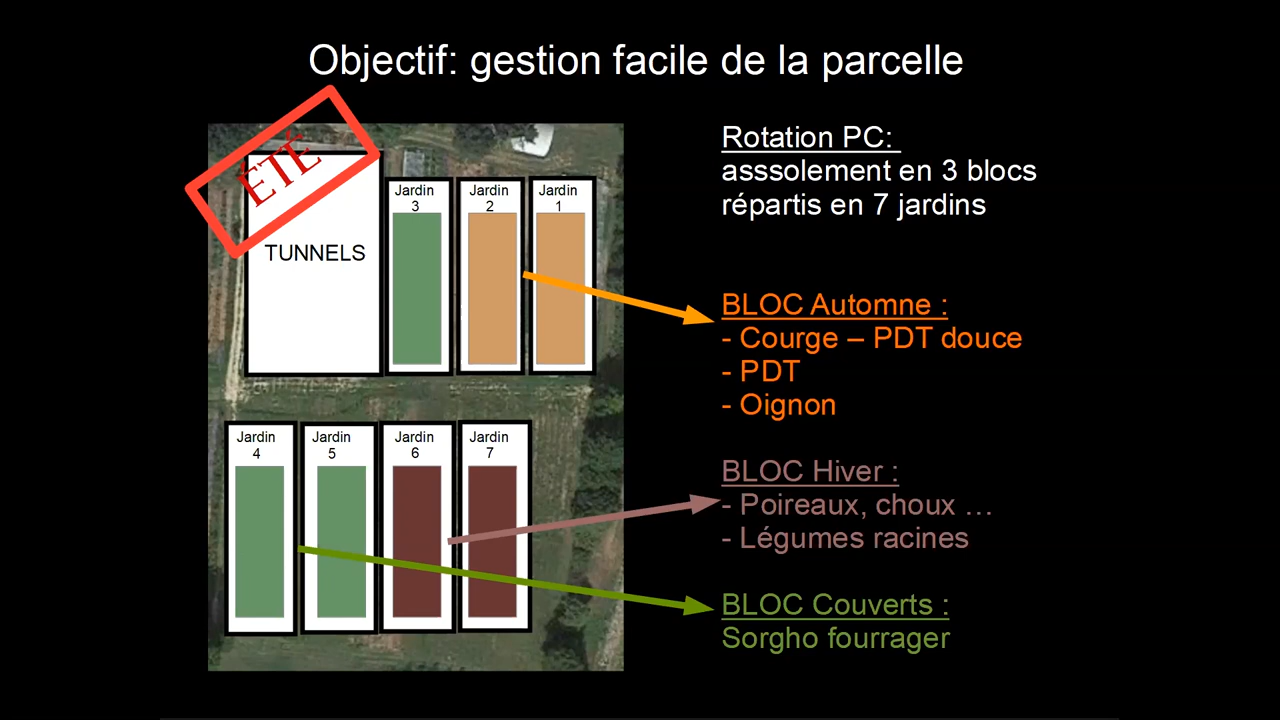 Objectif: gestion facile de la parcelle
ÉTÉ
TUNNELS
Jardin
3
Jardin
2
Jardin
1
Jardin
4
Jardin
5
Jardin
6
Jardin
7
Rotation PC:
asssolement en 3 blocs
répartis en 7 jardins
BLOC Automne :
- Courge – PDT douce
- PDT
- Oignon
BLOC Hiver :
- Poireaux, choux …
- Légumes racines
BLOC Couverts :
Sorgho fourrager